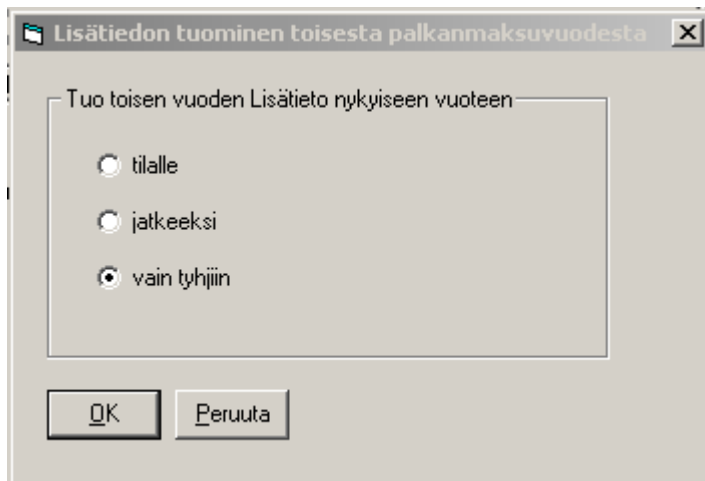 Lisätiedon tuominen toisesta palkanmaksuvuodesta
Tuo toisen vuoden Lisätieto nykyiseen vuoteen
tilalle
jatkeeksi
vain tyhjiin
OK
Peruuta